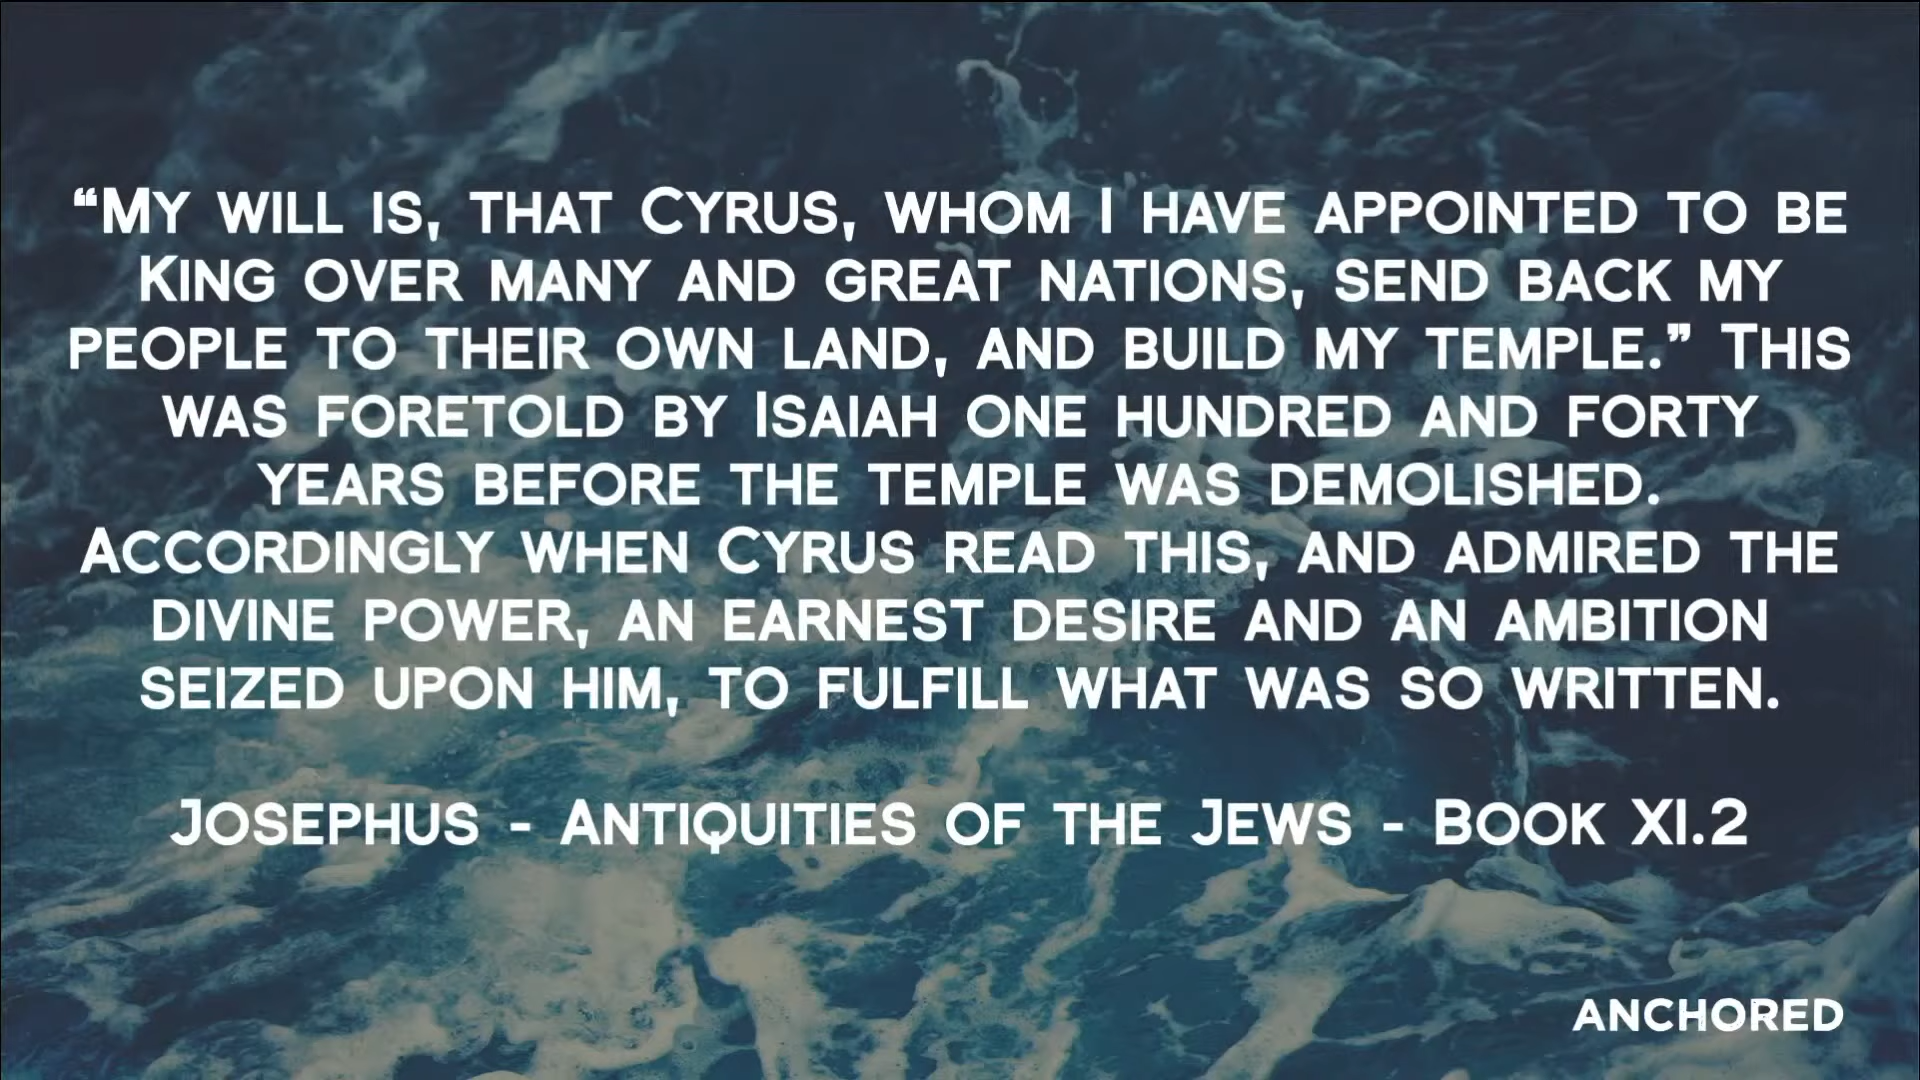 “My will is, that Cyrus, whom I have appointed to be
King over many and great nations, send back my
people to their own land, and build my temple.” This
was foretold by Isaiah one hundred and forty
years before the temple was demolished.
Accordingly when Cyrus read this, and admired the
divine power, an earnest desire and an ambition
seized upon him, to fulfill what was so written.
Josephus - Antiquities of the Jews - Book XI.2
ANCHORED